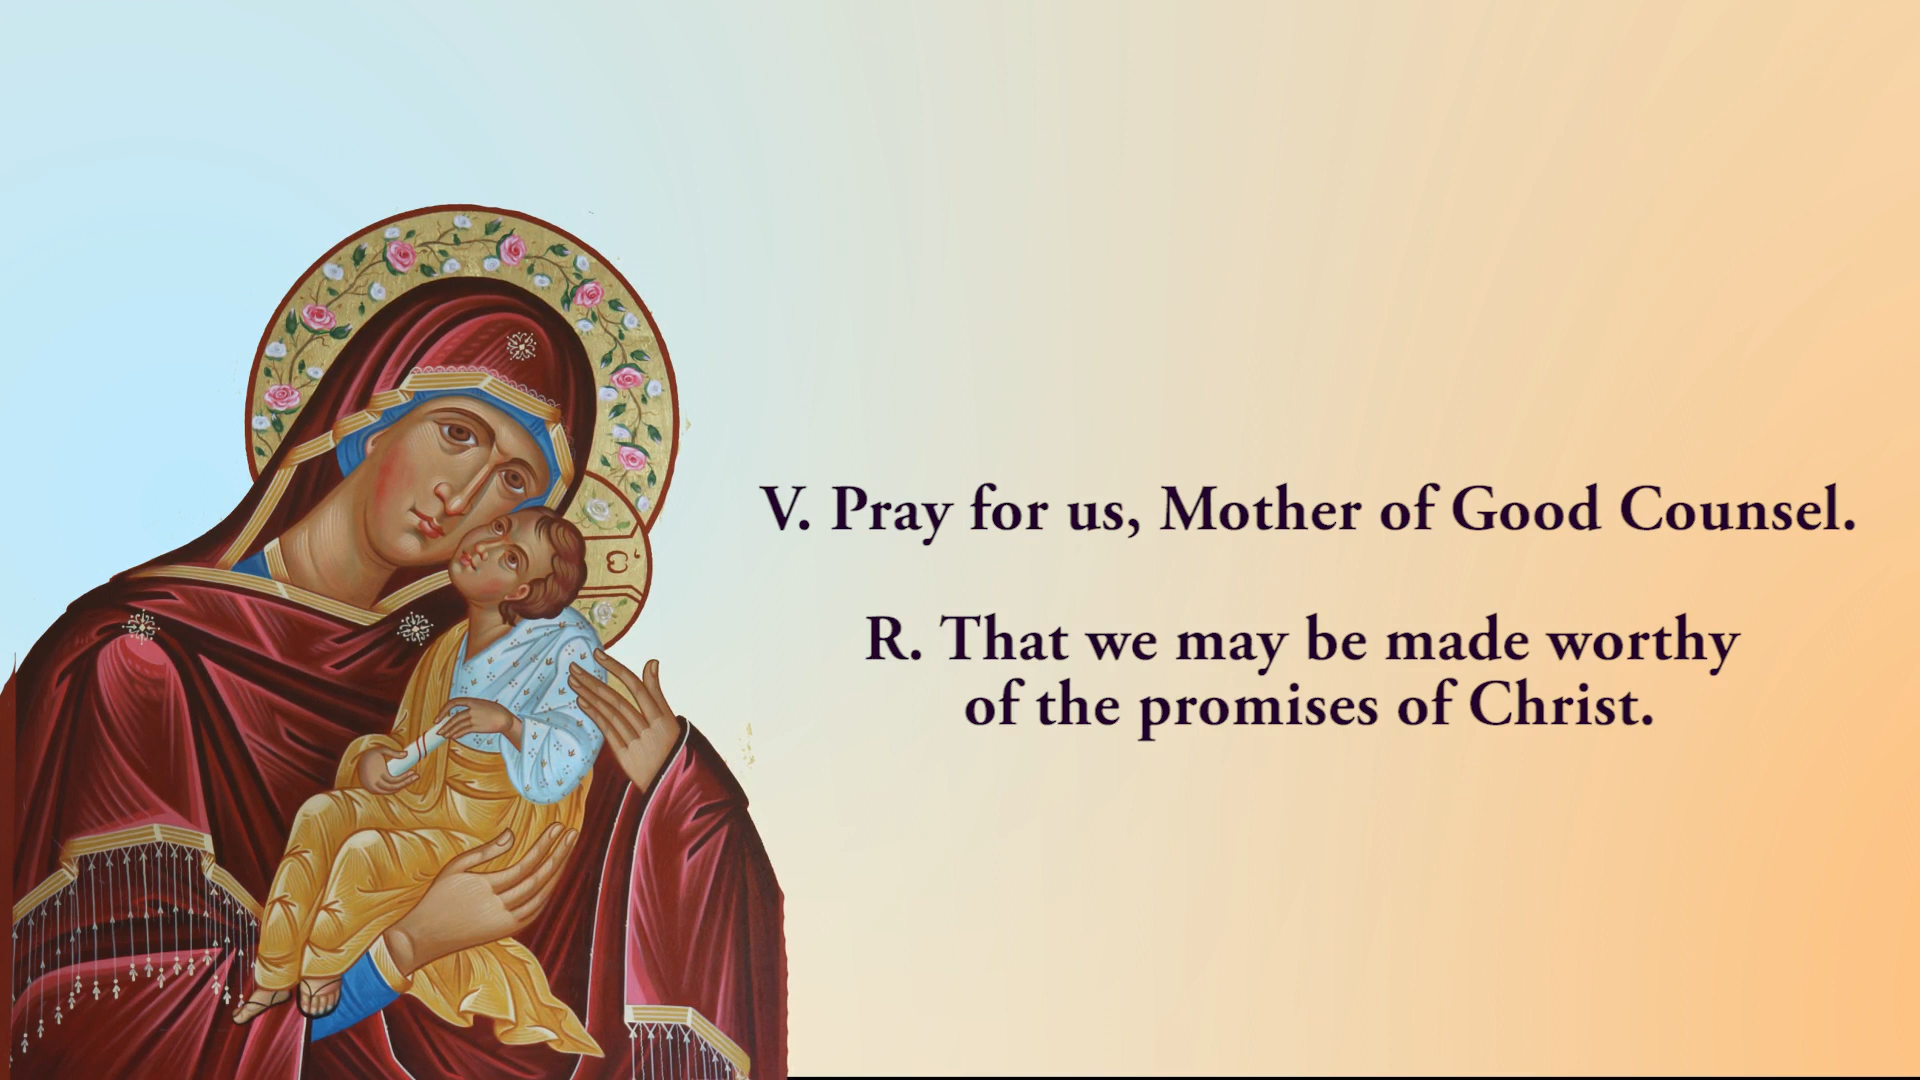 V. Pray for us, Mother of Good Counsel.
R. That we may be made worthy
of the promises of Christ.